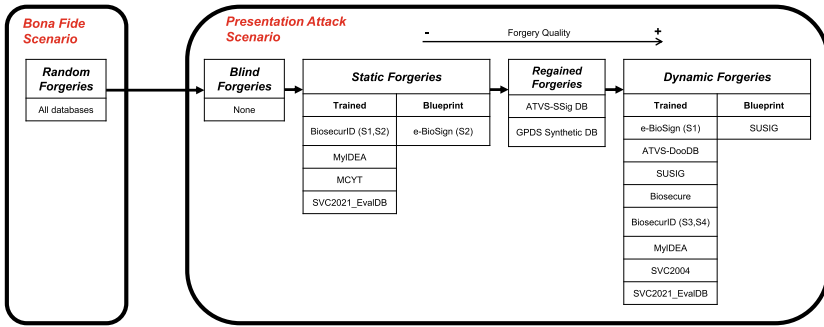 Bona Fide
Scenario
Presentation Attack
Scenario
- Forgery Quality +
Random
Forgeries
All databases
Blind
Forgeries
None
Static Forgeries
Trained
Blueprint
BiosecurID (S1,S2)
e-BioSign (S2)
MyIDEA
MCYT
SVC2021_EvalDB
Regained
Forgeries
ATVS-SSig DB
GPDS Synthetic DB
Dynamic Forgeries
Trained
Blueprint
e-BioSign (S1)
SUSIG
ATVS-DooDB
SUSIG
Biosecure
BiosecurID (S3,S4)
MyIDEA
SVC2004
SVC2021_EvalDB